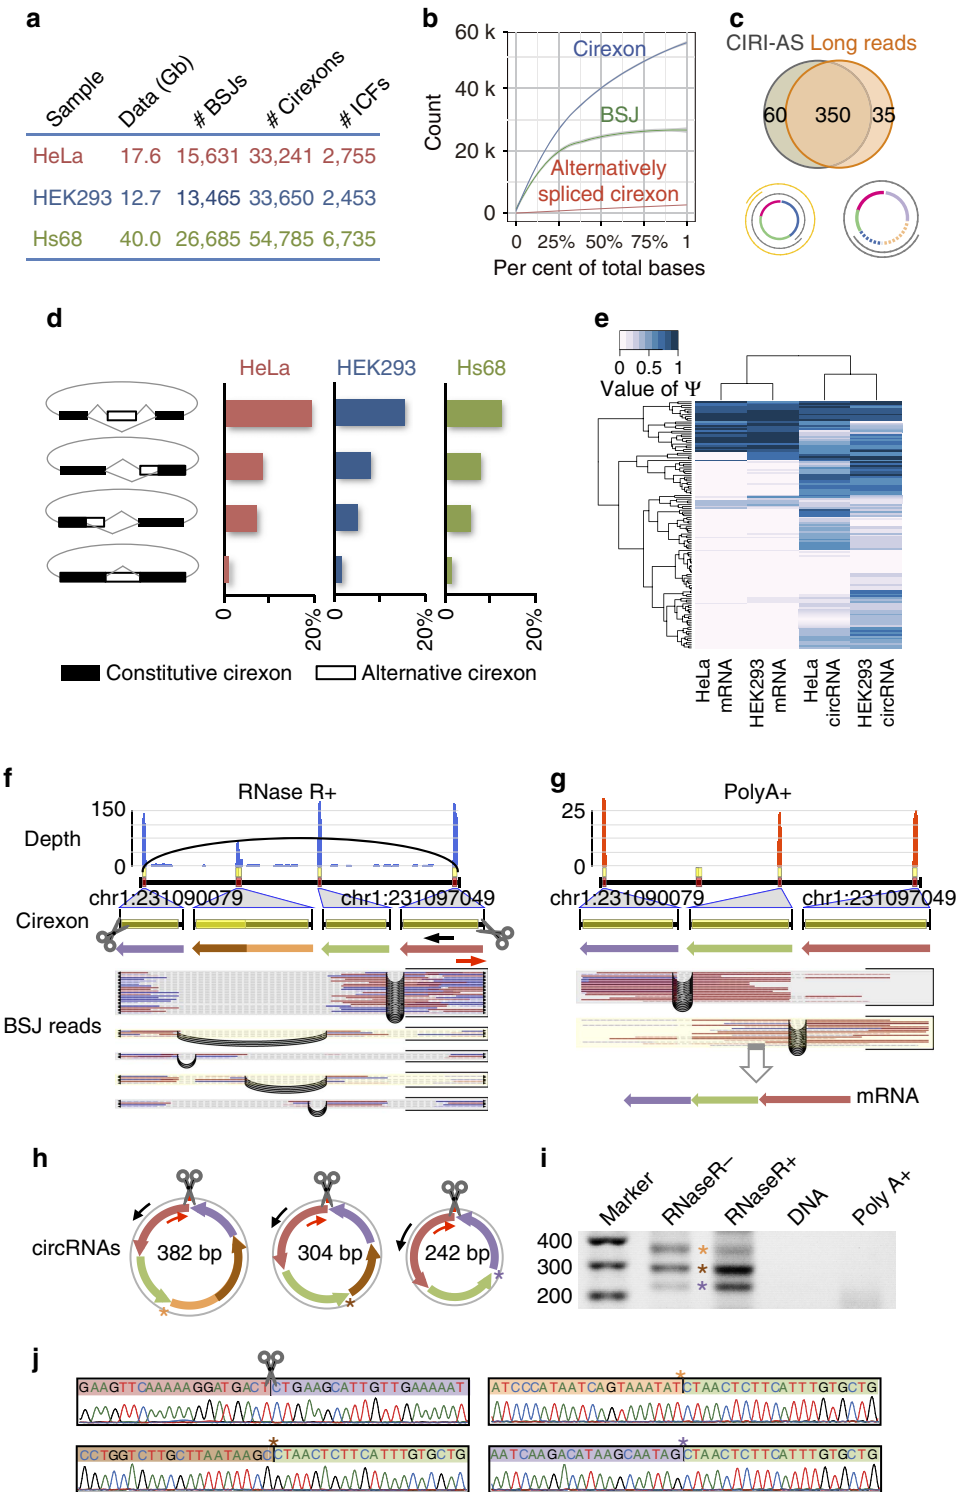 a
Sample Data (Gb) # BSJs # Cirexons # ICFs
HeLa 17.6 15,631 33,241 2,755
HEK293 12.7 13,465 33,650 2,453
Hs68 40.0 26,685 54,785 6,735
b
60 k
40 k
20 k
0
Count
Cirexon
BSJ
Alternatively
spliced cirexon
0 25% 50% 75% 1
Per cent of total bases
c
CIRI-AS Long reads
60 350 35
d
HeLa HEK293 Hs68
0 20% 0 20% 0 20%
Constitutive cirexon Alternative cirexon
e
0 0.5 1
Value of Ψ
HeLa mRNA
HEK293 mRNA
HeLa circRNA
HEK293 circRNA
f
RNase R+
150
Depth
0
chr1:231090079 chr1:231097049
Cirexon
BSJ reads
g
PolyA+
25
0
chr1:231090079 chr1:231097049
mRNA
h
circRNAs
382 bp 304 bp 242 bp
* * *
i
Marker RNaseR– RNaseR+ DNA Poly A+
400
300
200
*
*
*
j
GAAGTTCAAAAAGGATGACTCTGAAGCATTGTTGAAAAAT
*
ATCCCATAATCAGTAAATATCTAACTCTTCATTTGTGCTG
*
CCTGGTCTTGCTTAATAAGCCTAACTCTTCATTTGTGCTG
*
AATCAAGACATAAGCAATAGCTAACTCTTCATTTGTGCTG